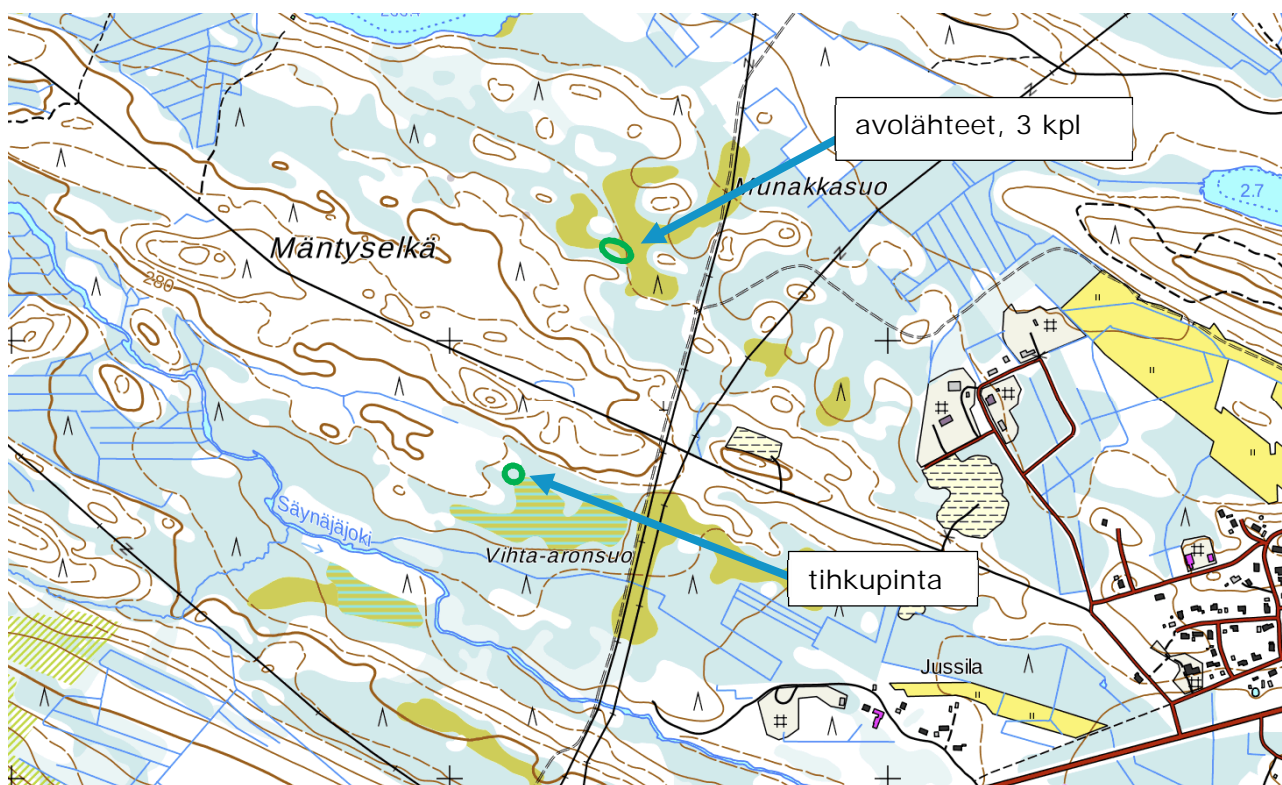 avolähteet, 3 kpl
Munakkasuo
2.7
Mäntyselkä
280
Säynäjäjoki
Vihta-aronsuo
tihkupinta
Jussila